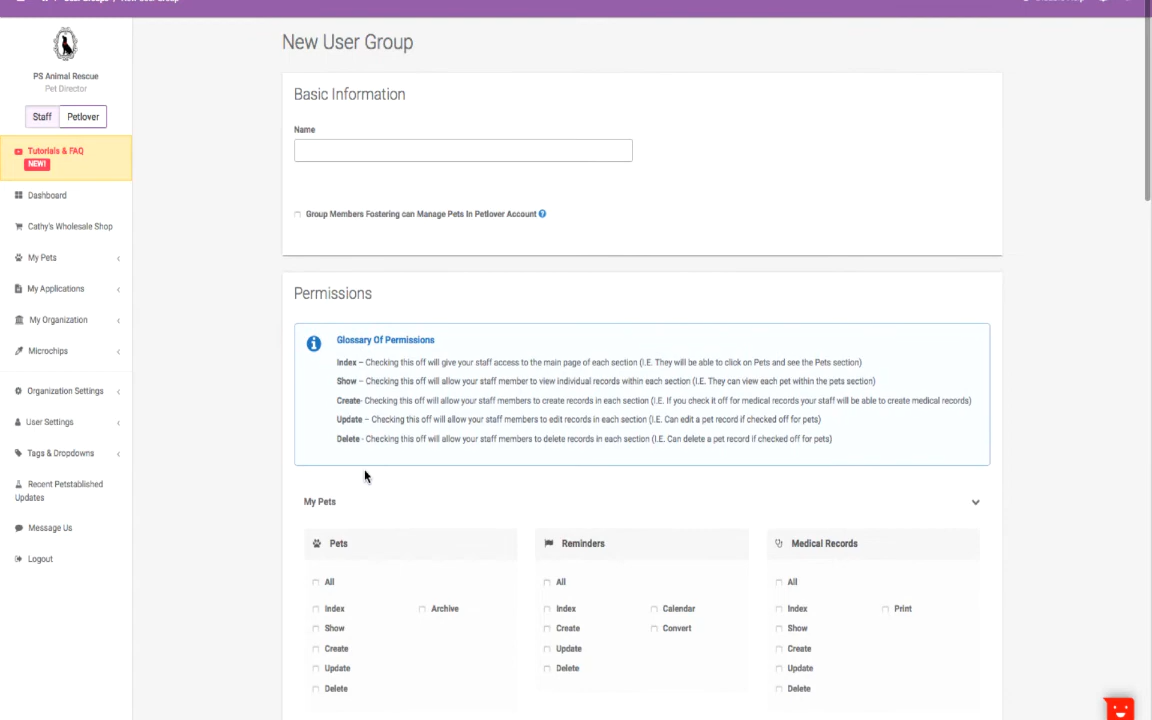 New User Group
PS Animal Rescue
Pet Director
Staff
Petlover
Tutorials & FAQ
NEW!
Dashboard
Cathy's Wholesale Shop
My Pets
My Applications
My Organization
Microchips
Organization Settings
User Settings
Tags & Dropdowns
Recent Petstablished
Updates
Message Us
Logout
Basic Information
Name
Group Members Fostering can Manage Pets In Petlover Account
Permissions
Glossary Of Permissions
Index – Checking this off will give your staff access to the main page of each section (I.E. They will be able to click on Pets and see the Pets section)
Show – Checking this off will allow your staff member to view individual records within each section (I.E. They can view each pet within the pets section)
Create- Checking this off will allow your staff members to create records in each section (I.E. If you check it off for medical records your staff will be able to create medical records)
Update – Checking this off will allow your staff members to edit records in each section (I.E. Can edit a pet record if checked off for pets)
Delete - Checking this off will allow your staff members to delete records in each section (I.E. Can delete a pet record if checked off for pets)
My Pets
Pets
All
Index
Archive
Show
Create
Update
Delete
Reminders
All
Index
Calendar
Create
Convert
Update
Delete
Medical Records
All
Index
Print
Show
Create
Update
Delete